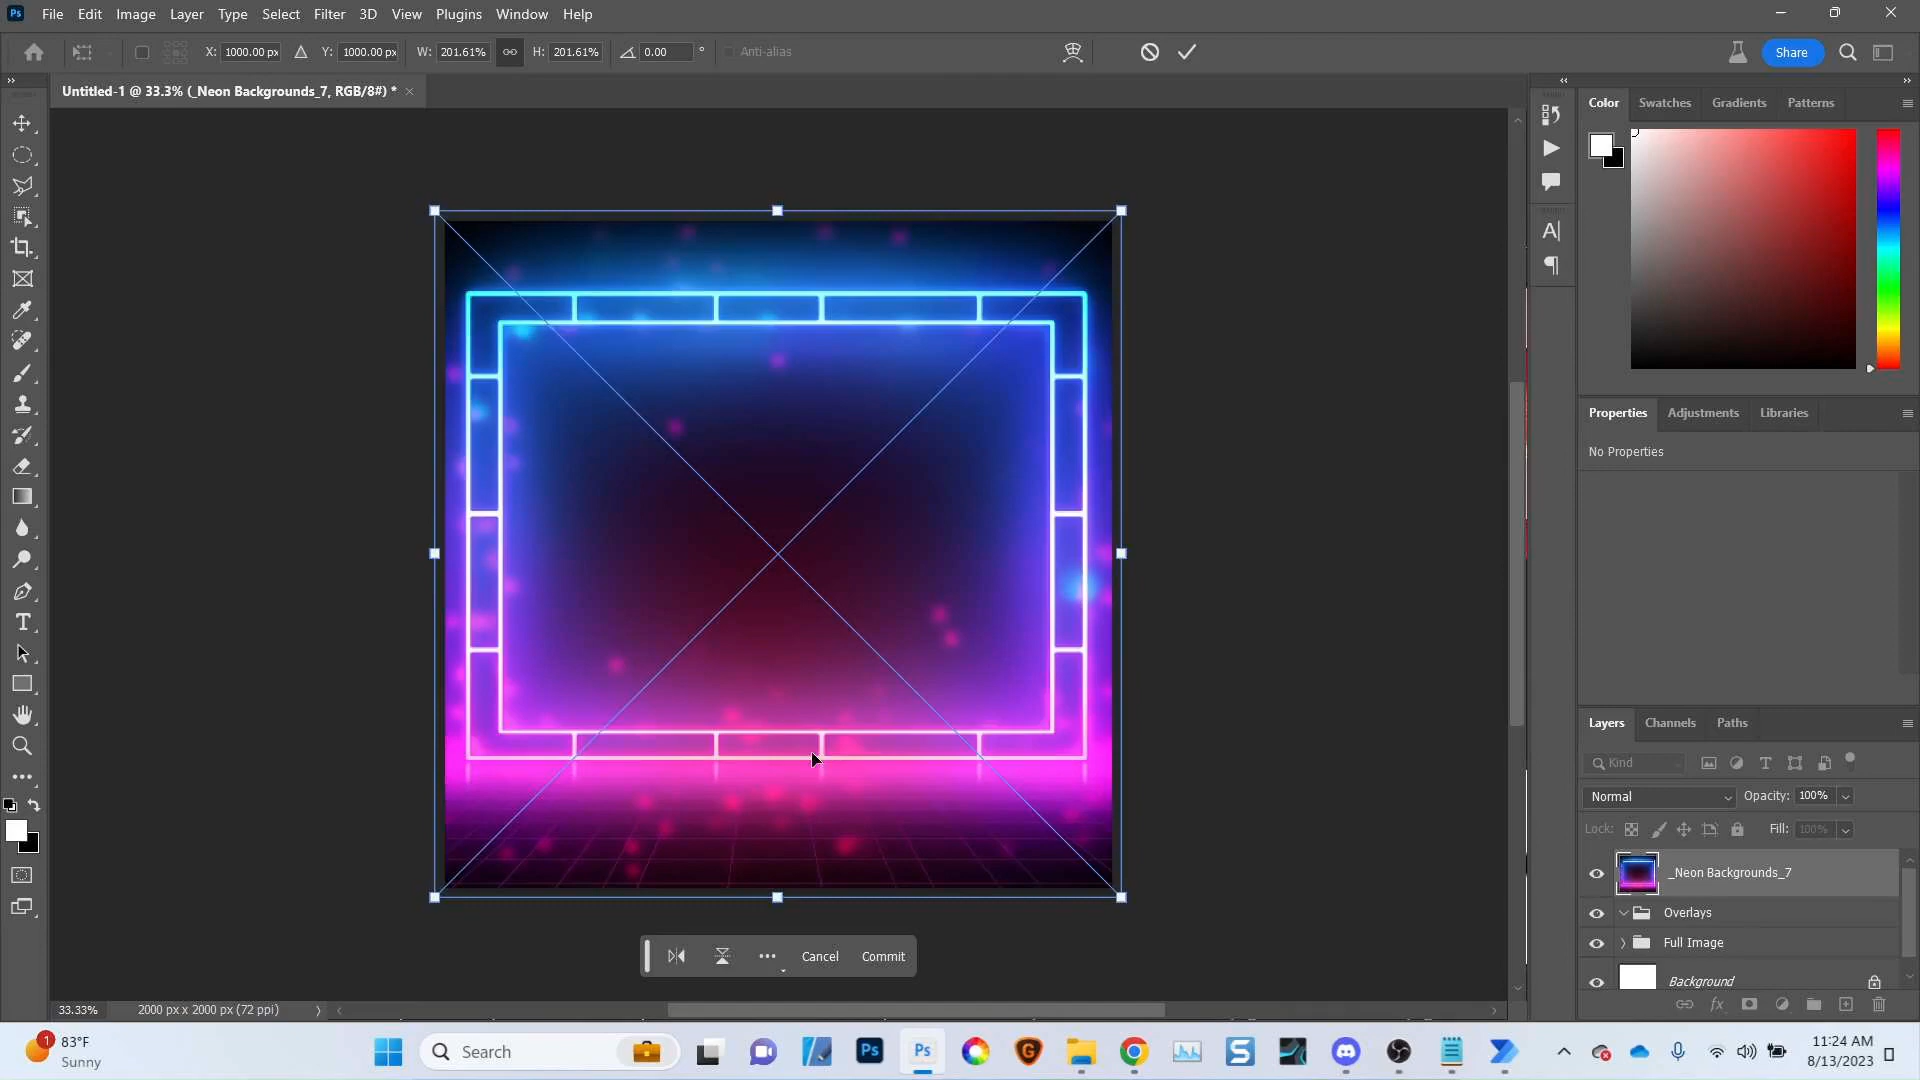 Ps File Edit Image Layer Type Select Filter 3D View Plugins Window Help
X: 1000.00 px Y: 1000.00 px W: 201.61% H: 201.61% 0.00 ° Anti-alias Share
Untitled-1 @ 33.3% (_Neon Backgrounds_7, RGB/8#) * ×
Color Swatches Gradients Patterns
Properties Adjustments Libraries
No Properties
Layers Channels Paths
Kind
Normal Opacity: 100%
Lock: Fill: 100%
_Neon Backgrounds_7
Overlays
Full Image
Background
Cancel Commit
33.33% 2000 px x 2000 px (72 ppi)
1 83°F
Sunny
Search
Ps Ps
11:24 AM
8/13/2023